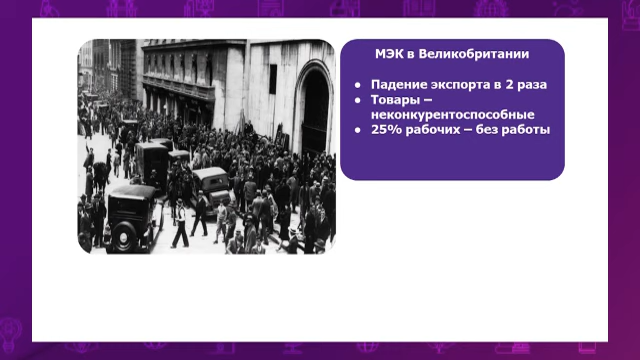 МЭК в Великобритании
● Падение экспорта в 2 раза
● Товары –
неконкурентоспособные
● 25% рабочих – без работы